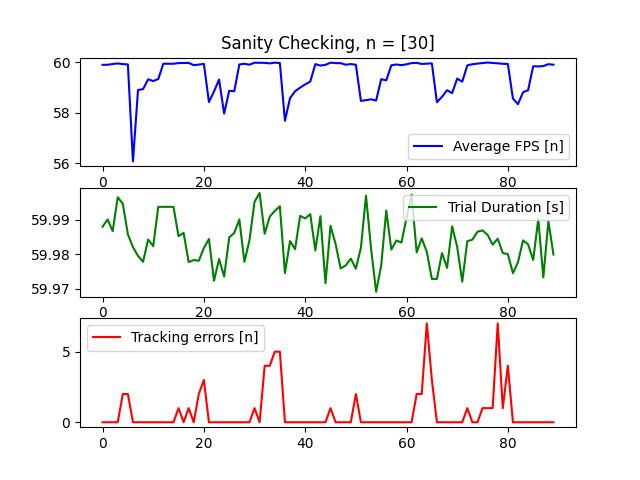 Sanity Checking, n = [30]
60
58
56
Average FPS [n]
0 20 40 60 80
59.99
59.98
59.97
Trial Duration [s]
0 20 40 60 80
5
0
Tracking errors [n]
0 20 40 60 80